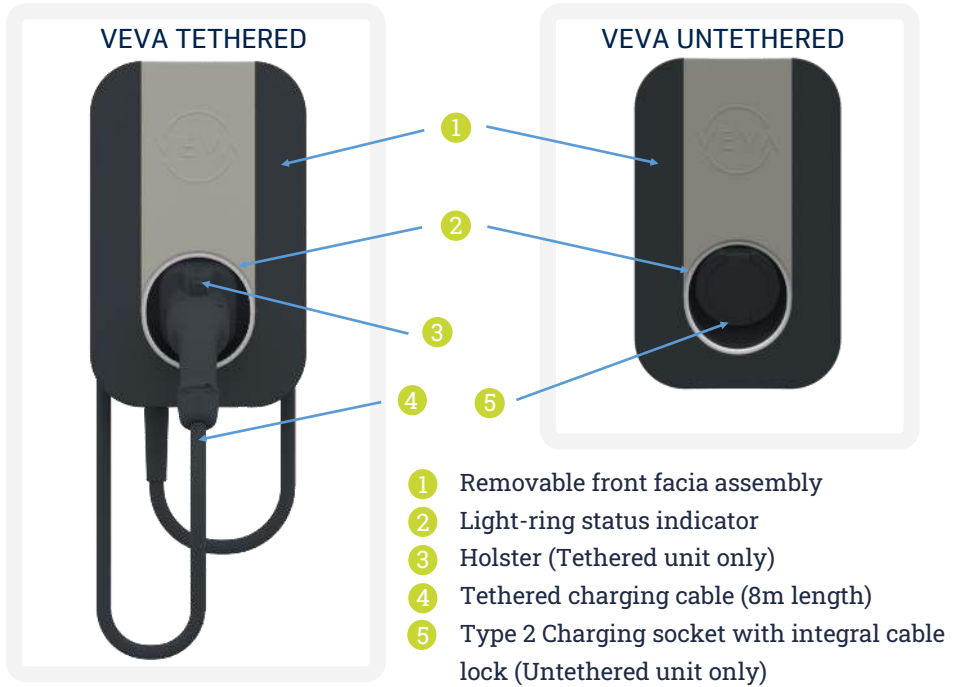 VEVA TETHERED
VEVA UNTETHERED
VEVA
VEVA
1
2
3
4
5
1 Removable front facia assembly
2 Light-ring status indicator
3 Holster (Tethered unit only)
4 Tethered charging cable (8m length)
5 Type 2 Charging socket with integral cable
lock (Untethered unit only)